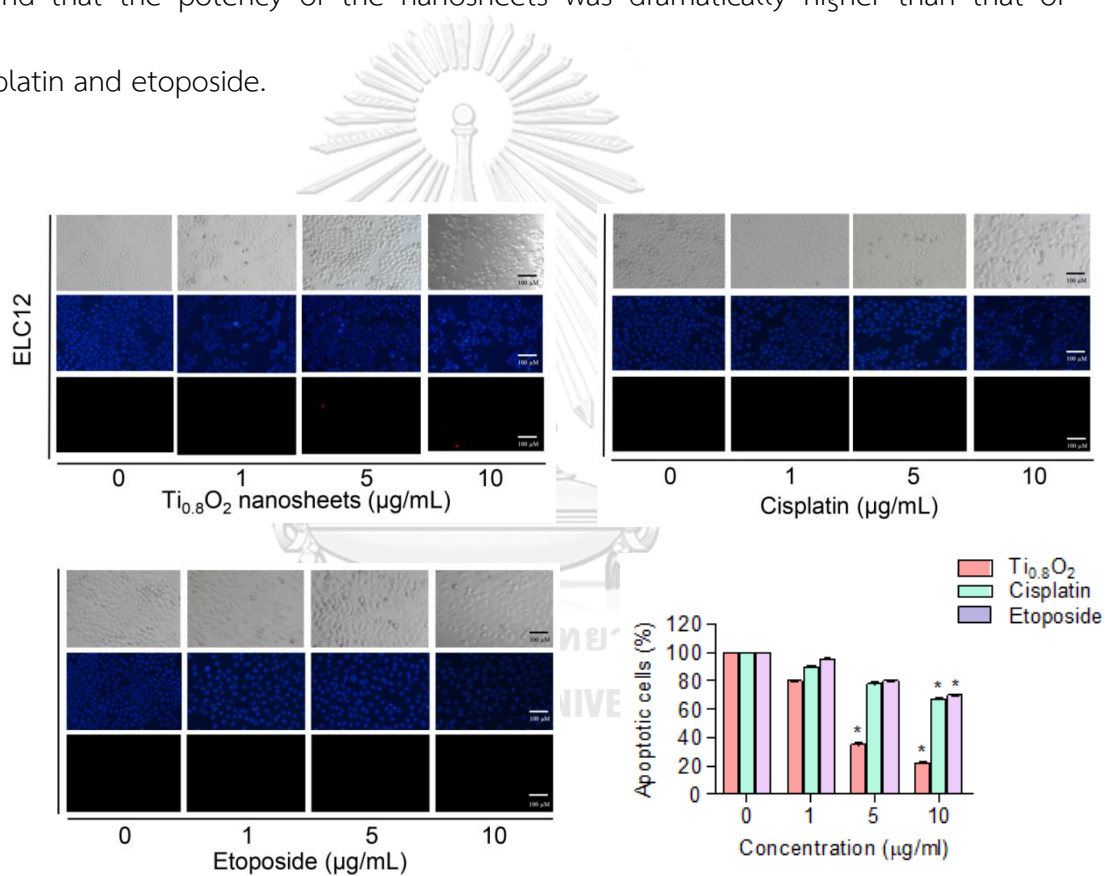 nd that the potency of the nanosheets was dramatically higher than that of
platin and etoposide.
ELC12
100 µM
100 µM
100 µM
0 1 5 10
Ti0.8O2 nanosheets (µg/mL)
100 µM
100 µM
100 µM
0 1 5 10
Cisplatin (µg/mL)
100 µM
100 µM
100 µM
0 1 5 10
Etoposide (µg/mL)
Ti0.8O2
Cisplatin
Etoposide
Apoptotic cells (%)
120
100
80
60
40
20
0
* * * *
0 1 5 10
Concentration (µg/ml)
ทยา
NIVE